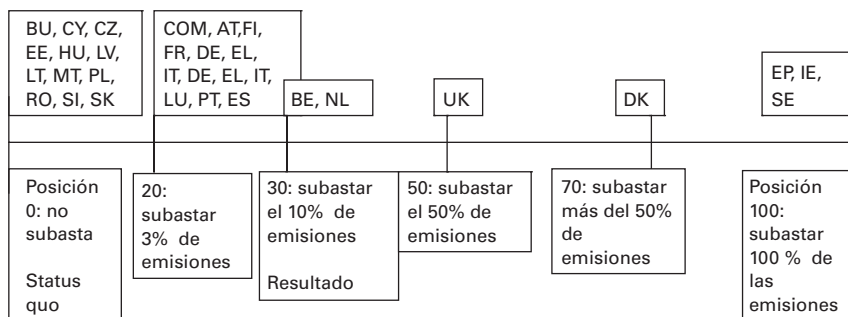 BU, CY, CZ,
EE, HU, LV,
LT, MT, PL,
RO, SI, SK
COM, AT,FI,
FR, DE, EL,
IT, DE, EL, IT,
LU, PT, ES
BE, NL
UK
DK
EP, IE,
SE
Posición
0: no
subasta
Status
quo
20:
subastar
3% de
emisiones
30: subastar
el 10% de
emisiones
Resultado
50: subastar
el 50% de
emisiones
70: subastar
más del 50%
de
emisiones
Posición
100:
subastar
100 % de
las
emisiones